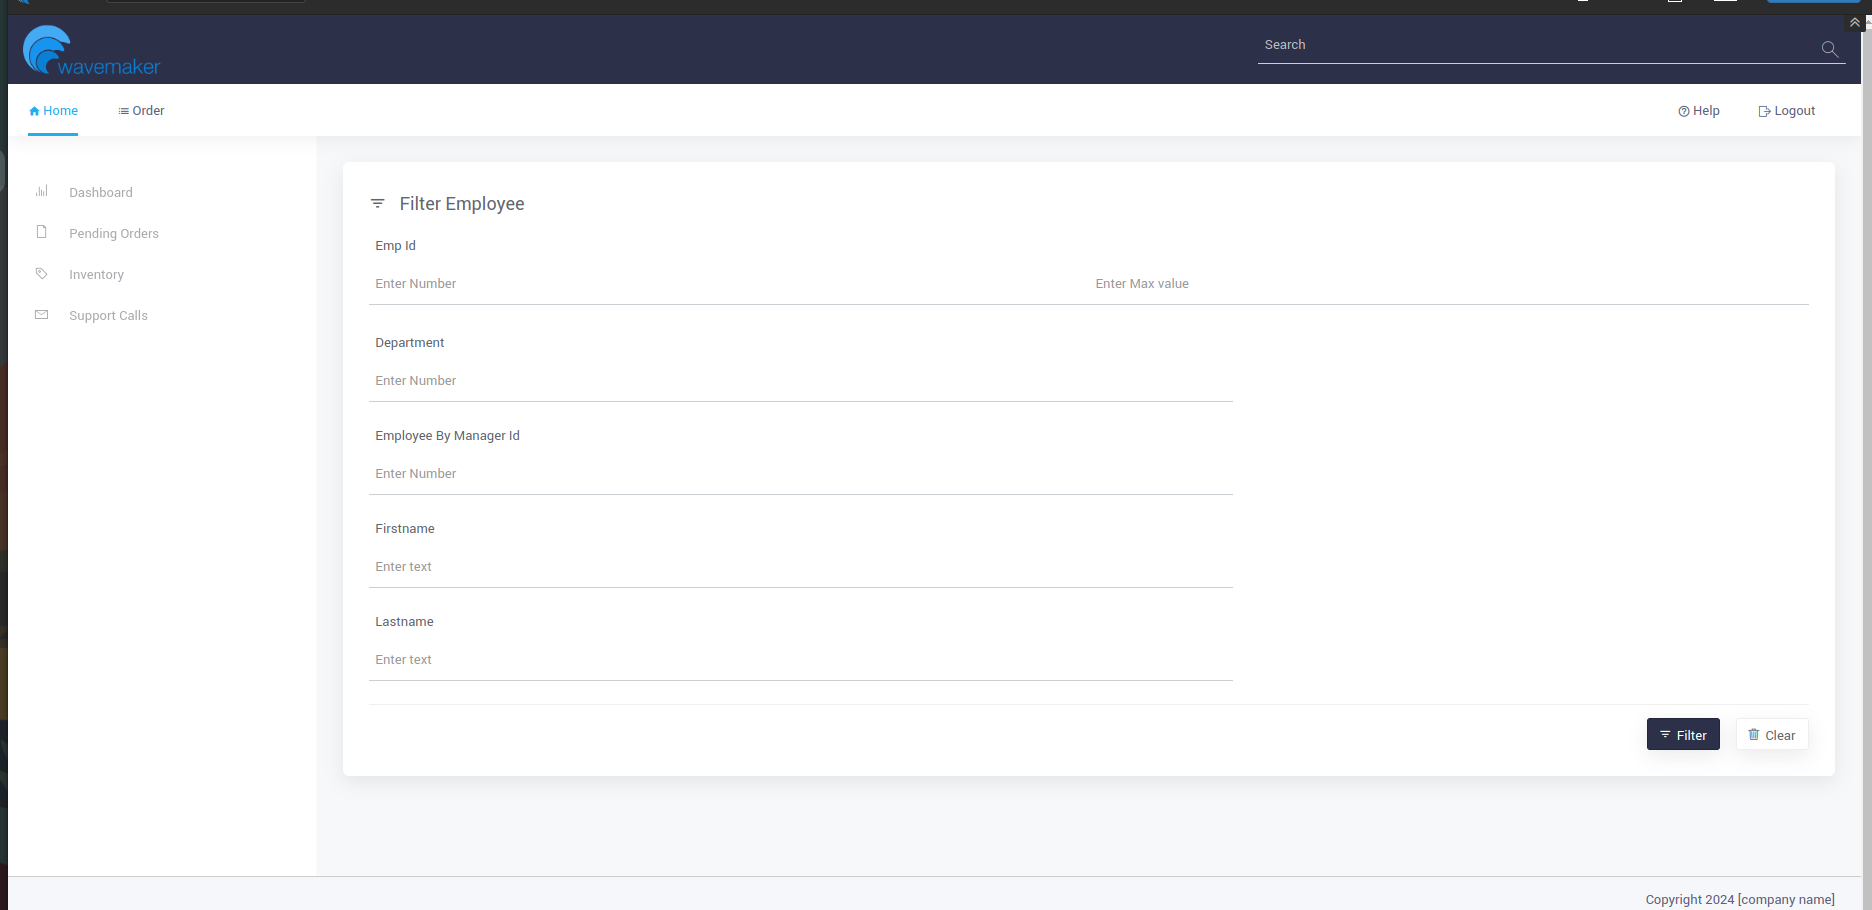 wavemaker
Search
Home
Order
Help
Logout
Dashboard
Pending Orders
Inventory
Support Calls
Filter Employee
Emp Id
Enter Number
Enter Max value
Department
Enter Number
Employee By Manager Id
Enter Number
Firstname
Enter text
Lastname
Enter text
Filter
Clear
Copyright 2024 [company name]